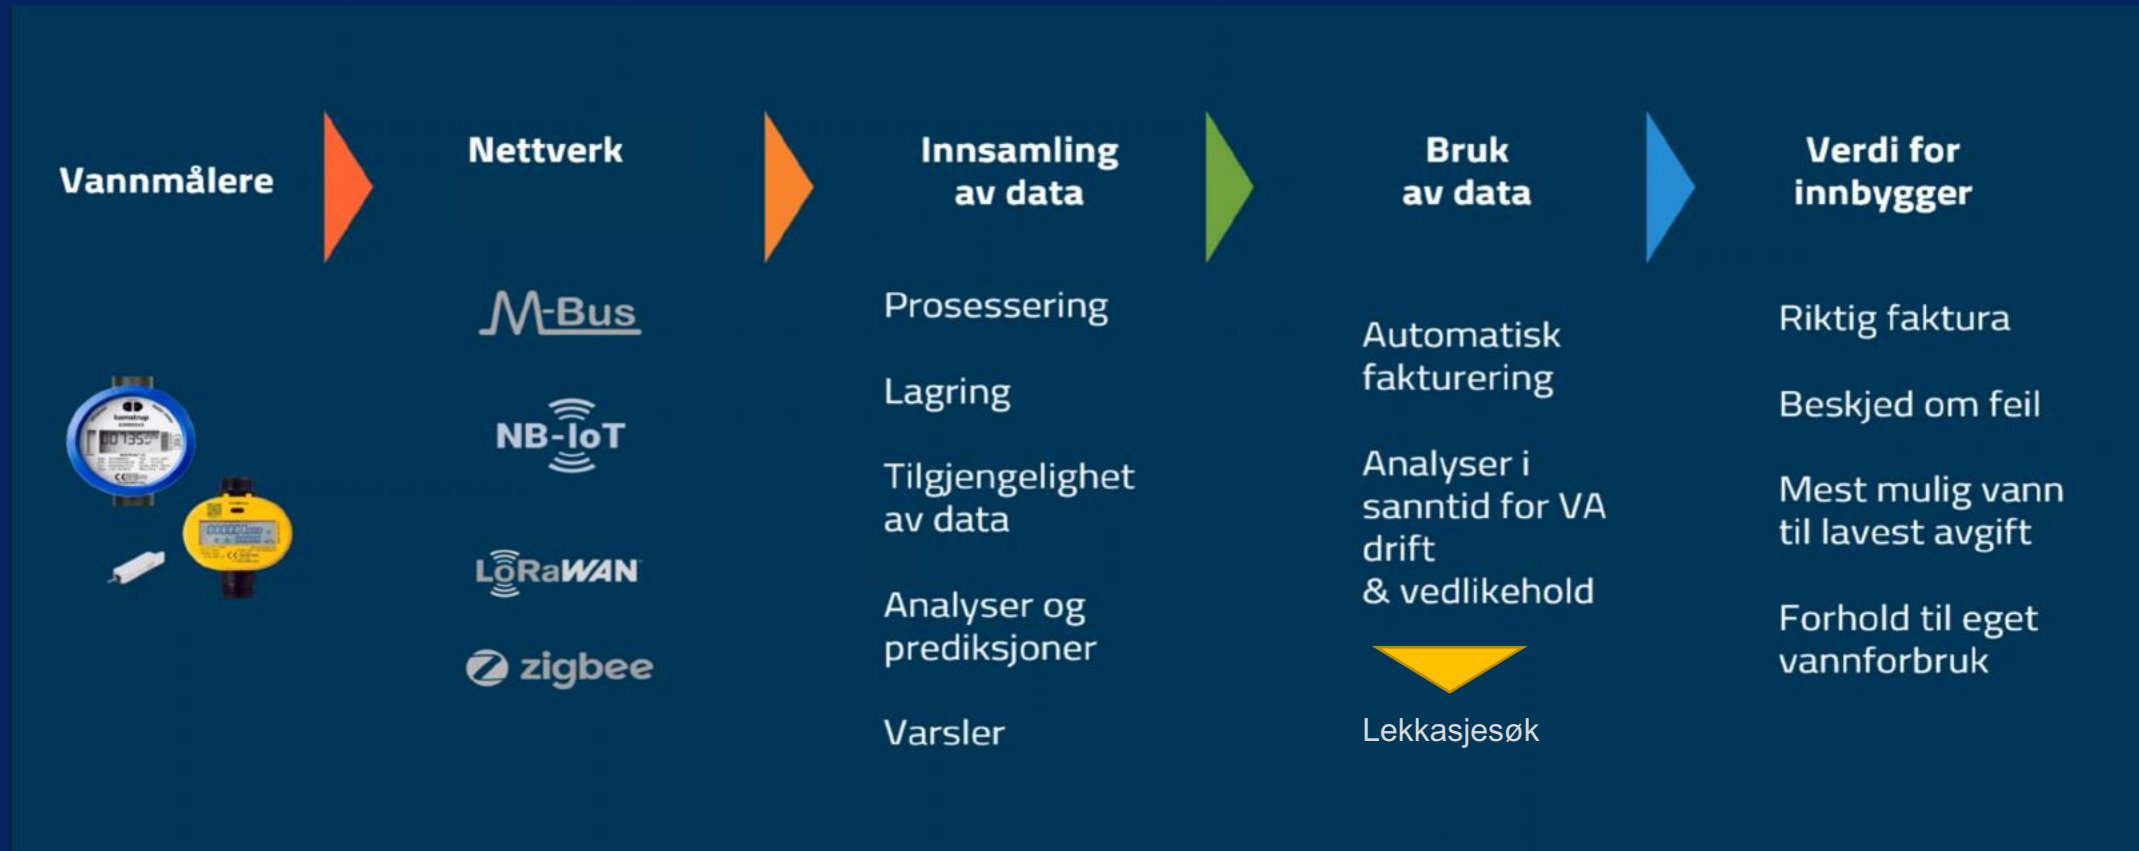 Vannmålere
kamstrup
Nettverk
M-Bus
NB-IoT
LoRaWAN
zigbee
Innsamling
av data
Prosessering
Lagring
Tilgjengelighet
av data
Analyser og
prediksjoner
Varsler
Bruk
av data
Automatisk
fakturering
Analyser i
sanntid for VA
drift
& vedlikehold
Lekkasjesøk
Verdi for
innbygger
Riktig faktura
Beskjed om feil
Mest mulig vann
til lavest avgift
Forhold til eget
vannforbruk